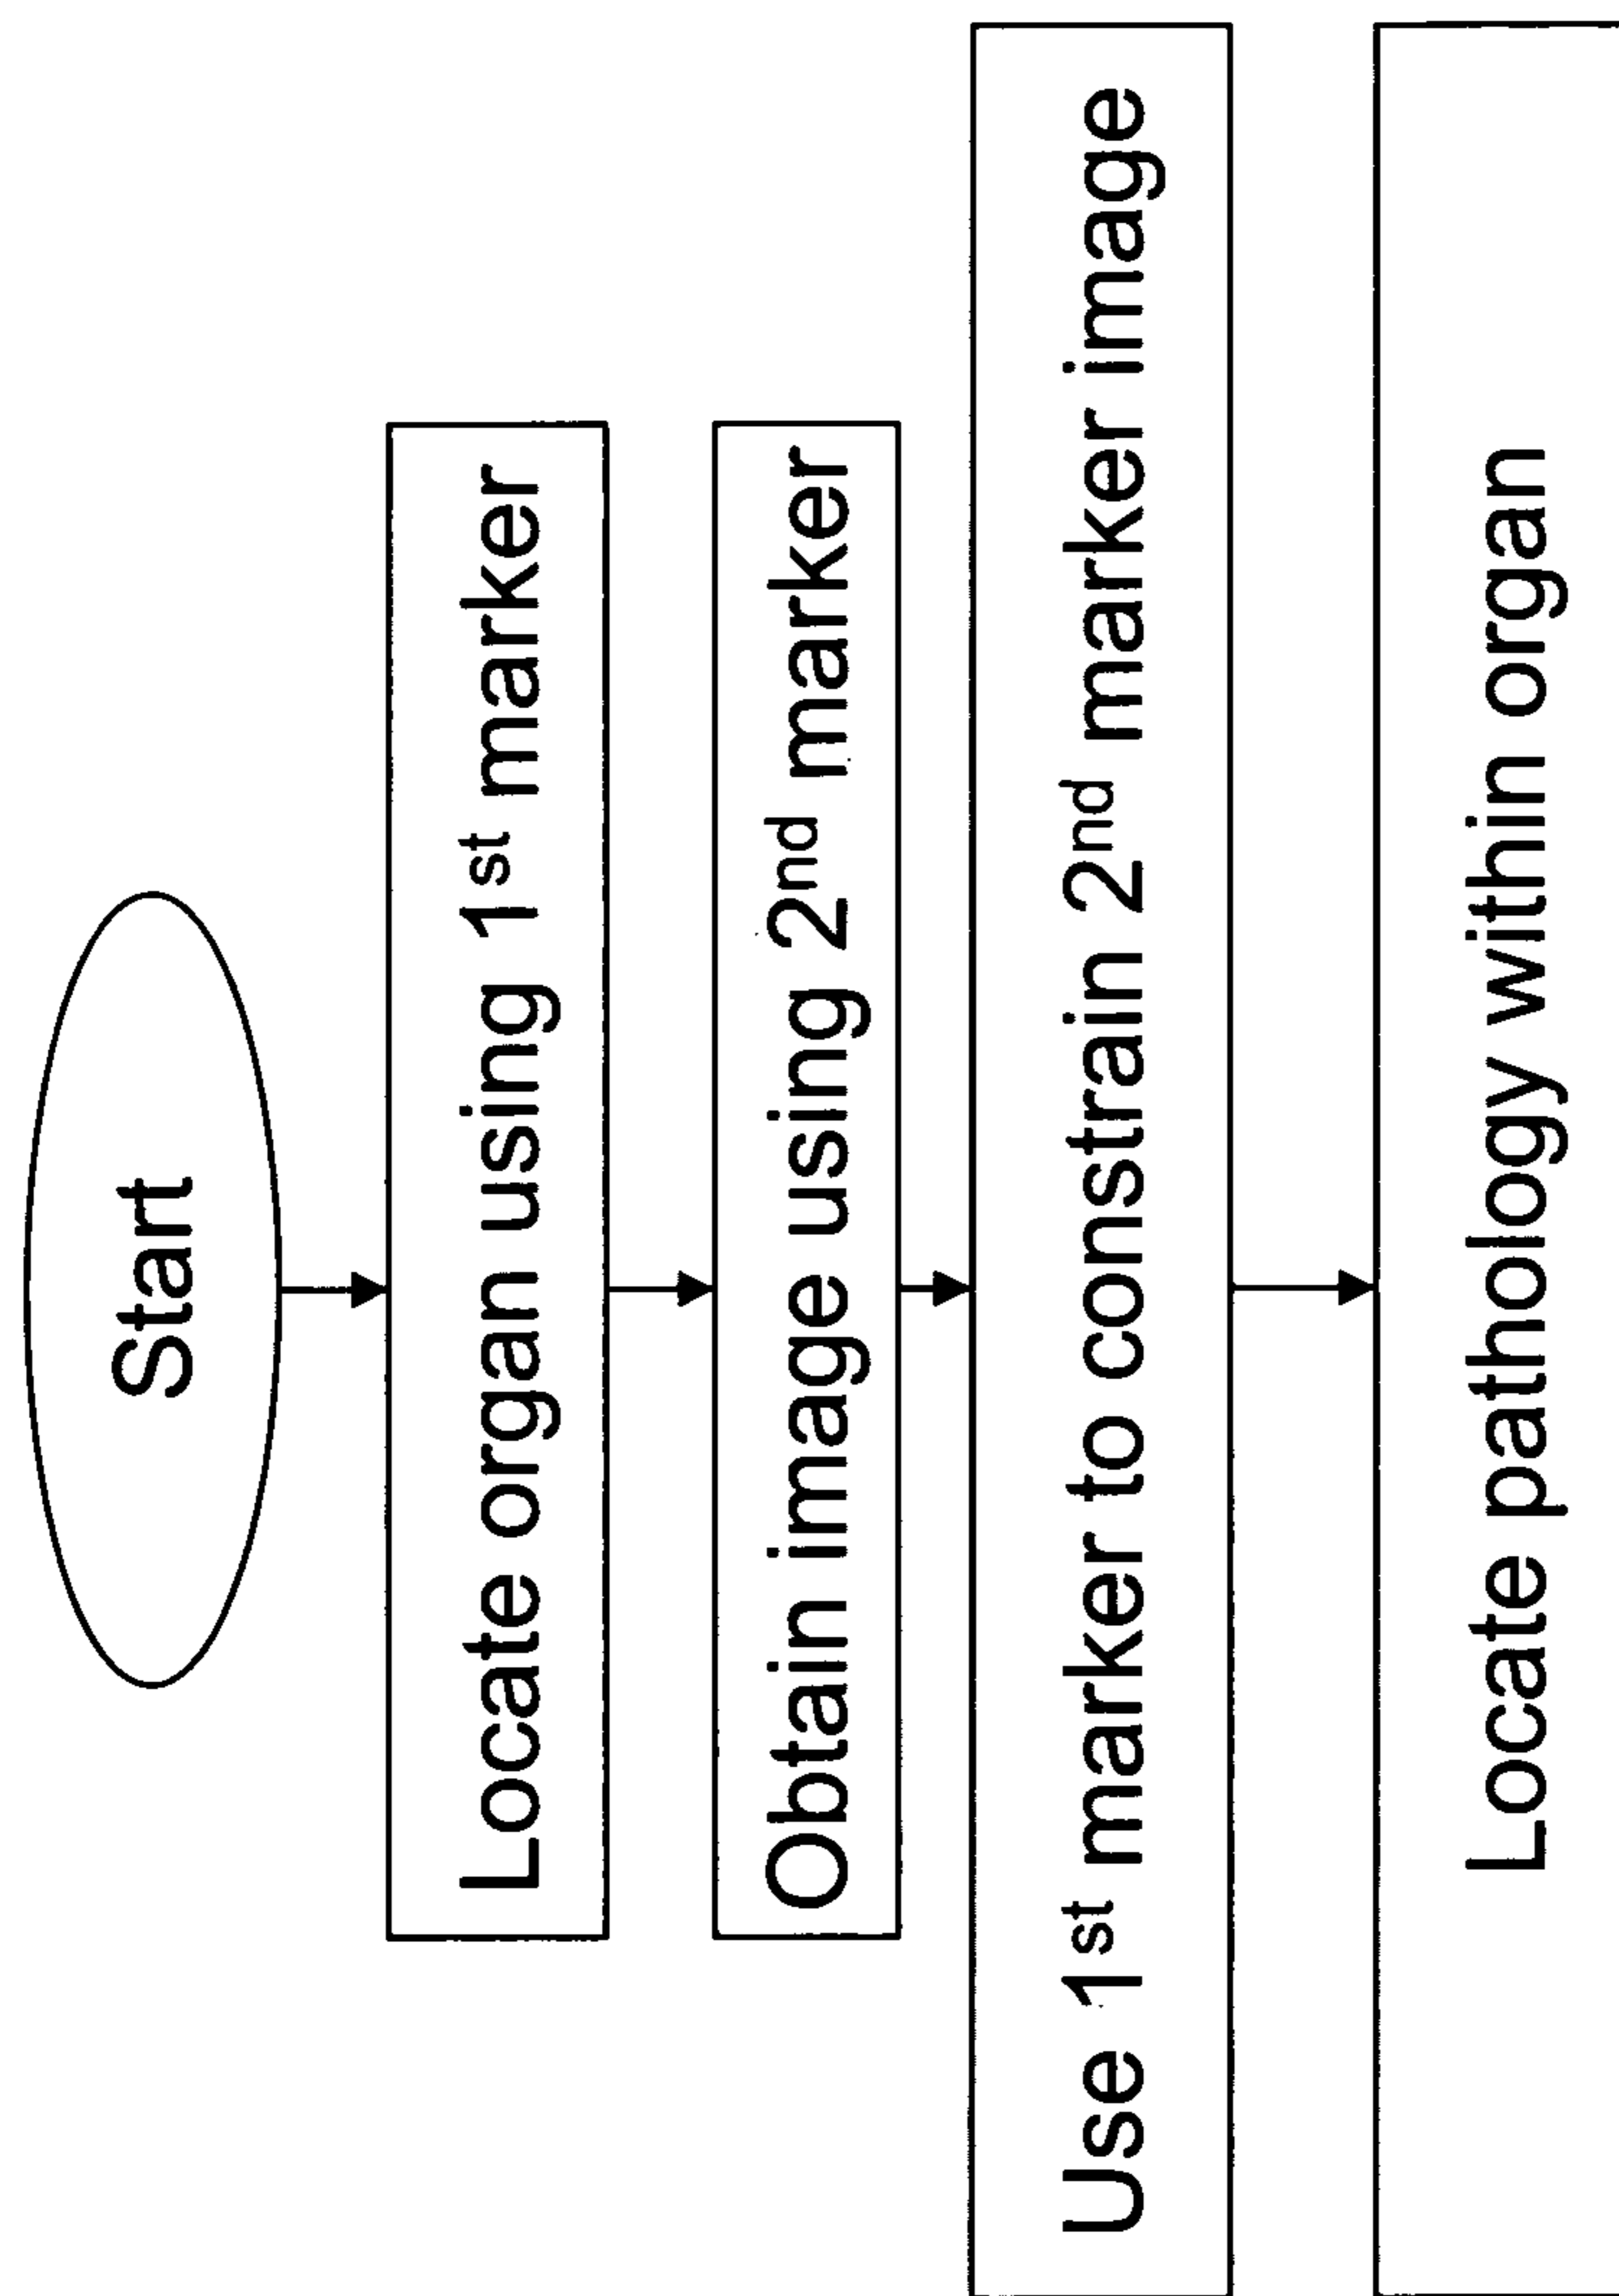 Start
Locate organ using 1st marker
Obtain image using 2nd marker
Use 1st marker to constrain 2nd marker image
Locate pathology within organ